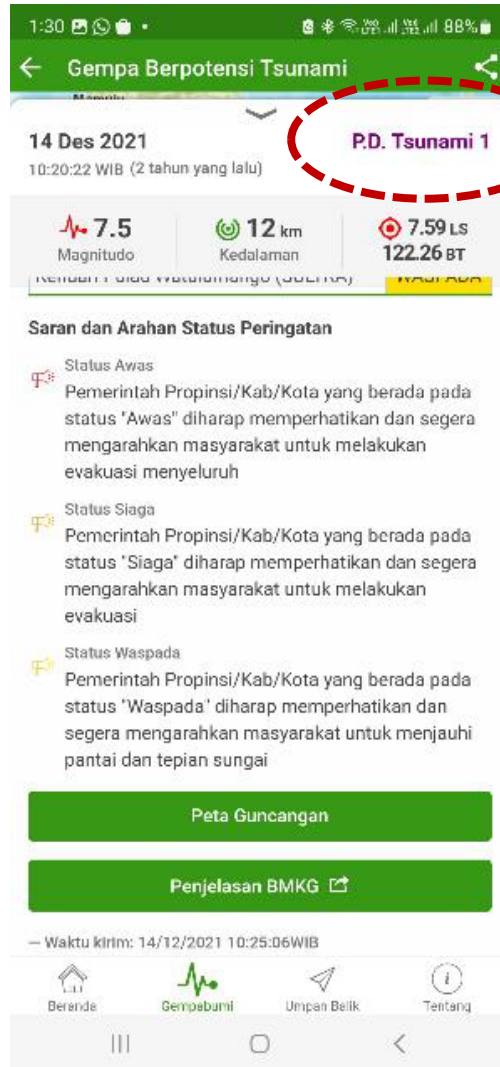 1:30 88%
Gempa Berpotensi Tsunami
14 Des 2021
P.D. Tsunami 1
10:20:22 WIB (2 tahun yang lalu)
7.5 12 km 7.59 LS
Magnitudo Kedalaman 122.26 BT
WASPADA
Saran dan Arahan Status Peringatan
Status Awas
Pemerintah Propinsi/Kab/Kota yang berada pada
status "Awas" diharap memperhatikan dan segera
mengarahkan masyarakat untuk melakukan
evakuasi menyeluruh
Status Siaga
Pemerintah Propinsi/Kab/Kota yang berada pada
status "Siaga" diharap memperhatikan dan segera
mengarahkan masyarakat untuk melakukan
evakuasi
Status Waspada
Pemerintah Propinsi/Kab/Kota yang berada pada
status "Waspada" diharap memperhatikan dan
segera mengarahkan masyarakat untuk menjauhi
pantai dan tepian sungai
Peta Guncangan
Penjelasan BMKG
— Waktu kirim: 14/12/2021 10:25:06WIB
Beranda Gempabumi Umpan Balik Tentang